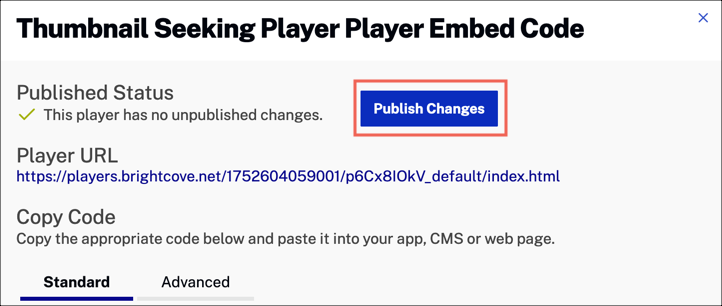 Thumbnail Seeking Player Player Embed Code
Published Status
This player has no unpublished changes.
Publish Changes
Player URL
https://players.brightcove.net/1752604059001/p6Cx8IOkV_default/index.html
Copy Code
Copy the appropriate code below and paste it into your app, CMS or web page.
Standard Advanced